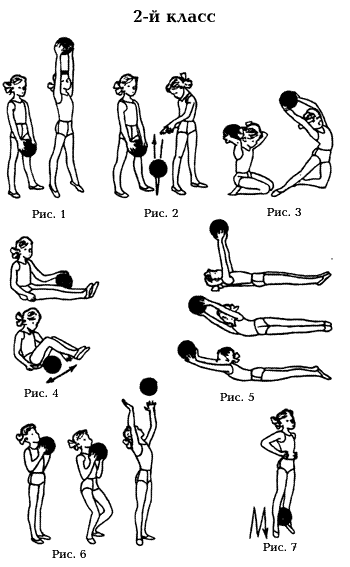 2-й класс
Рис. 1
Рис. 2
Рис. 3
Рис. 4
Рис. 5
Рис. 6
Рис. 7